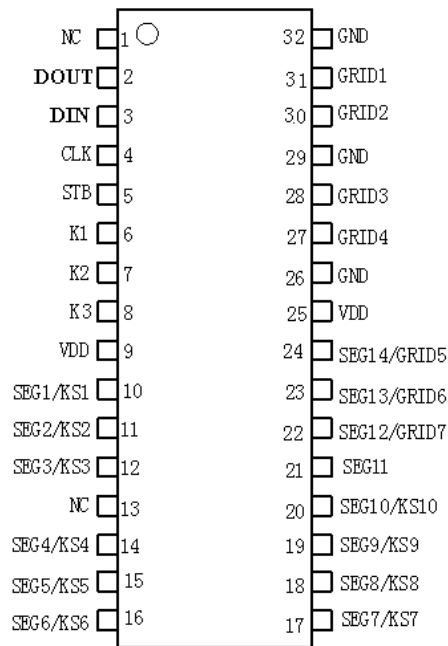 NC 1 32 GND
DOUT 2 31 GRID1
DIN 3 30 GRID2
CLK 4 29 GND
STB 5 28 GRID3
K1 6 27 GRID4
K2 7 26 GND
K3 8 25 VDD
VDD 9 24 SEG14/GRID5
SEG1/KS1 10 23 SEG13/GRID6
SEG2/KS2 11 22 SEG12/GRID7
SEG3/KS3 12 21 SEG11
NC 13 20 SEG10/KS10
SEG4/KS4 14 19 SEG9/KS9
SEG5/KS5 15 18 SEG8/KS8
SEG6/KS6 16 17 SEG7/KS7